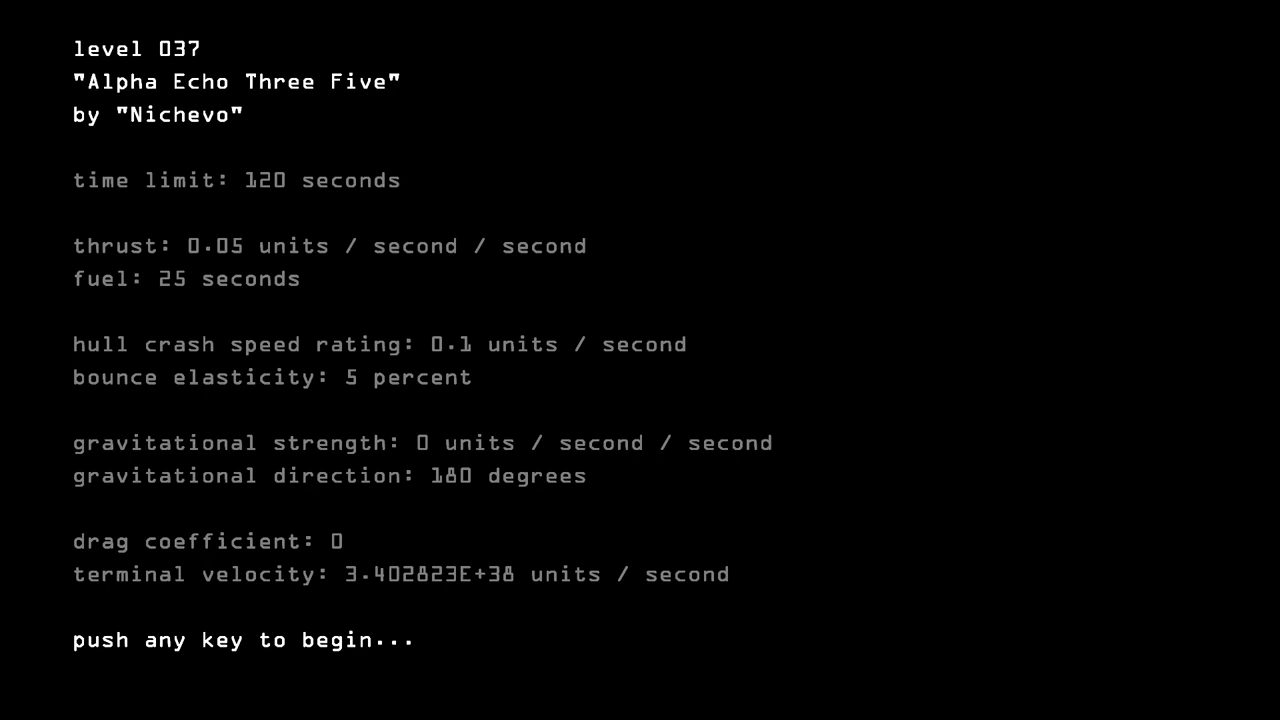 level 037
"Alpha Echo Three Five"
by "Nichevo"
time limit: 120 seconds
thrust: 0.05 units / second / second
fuel: 25 seconds
hull crash speed rating: 0.1 units / second
bounce elasticity: 5 percent
gravitational strength: 0 units / second / second
gravitational direction: 180 degrees
drag coefficient: 0
terminal velocity: 3.402823E+38 units / second
push any key to begin...